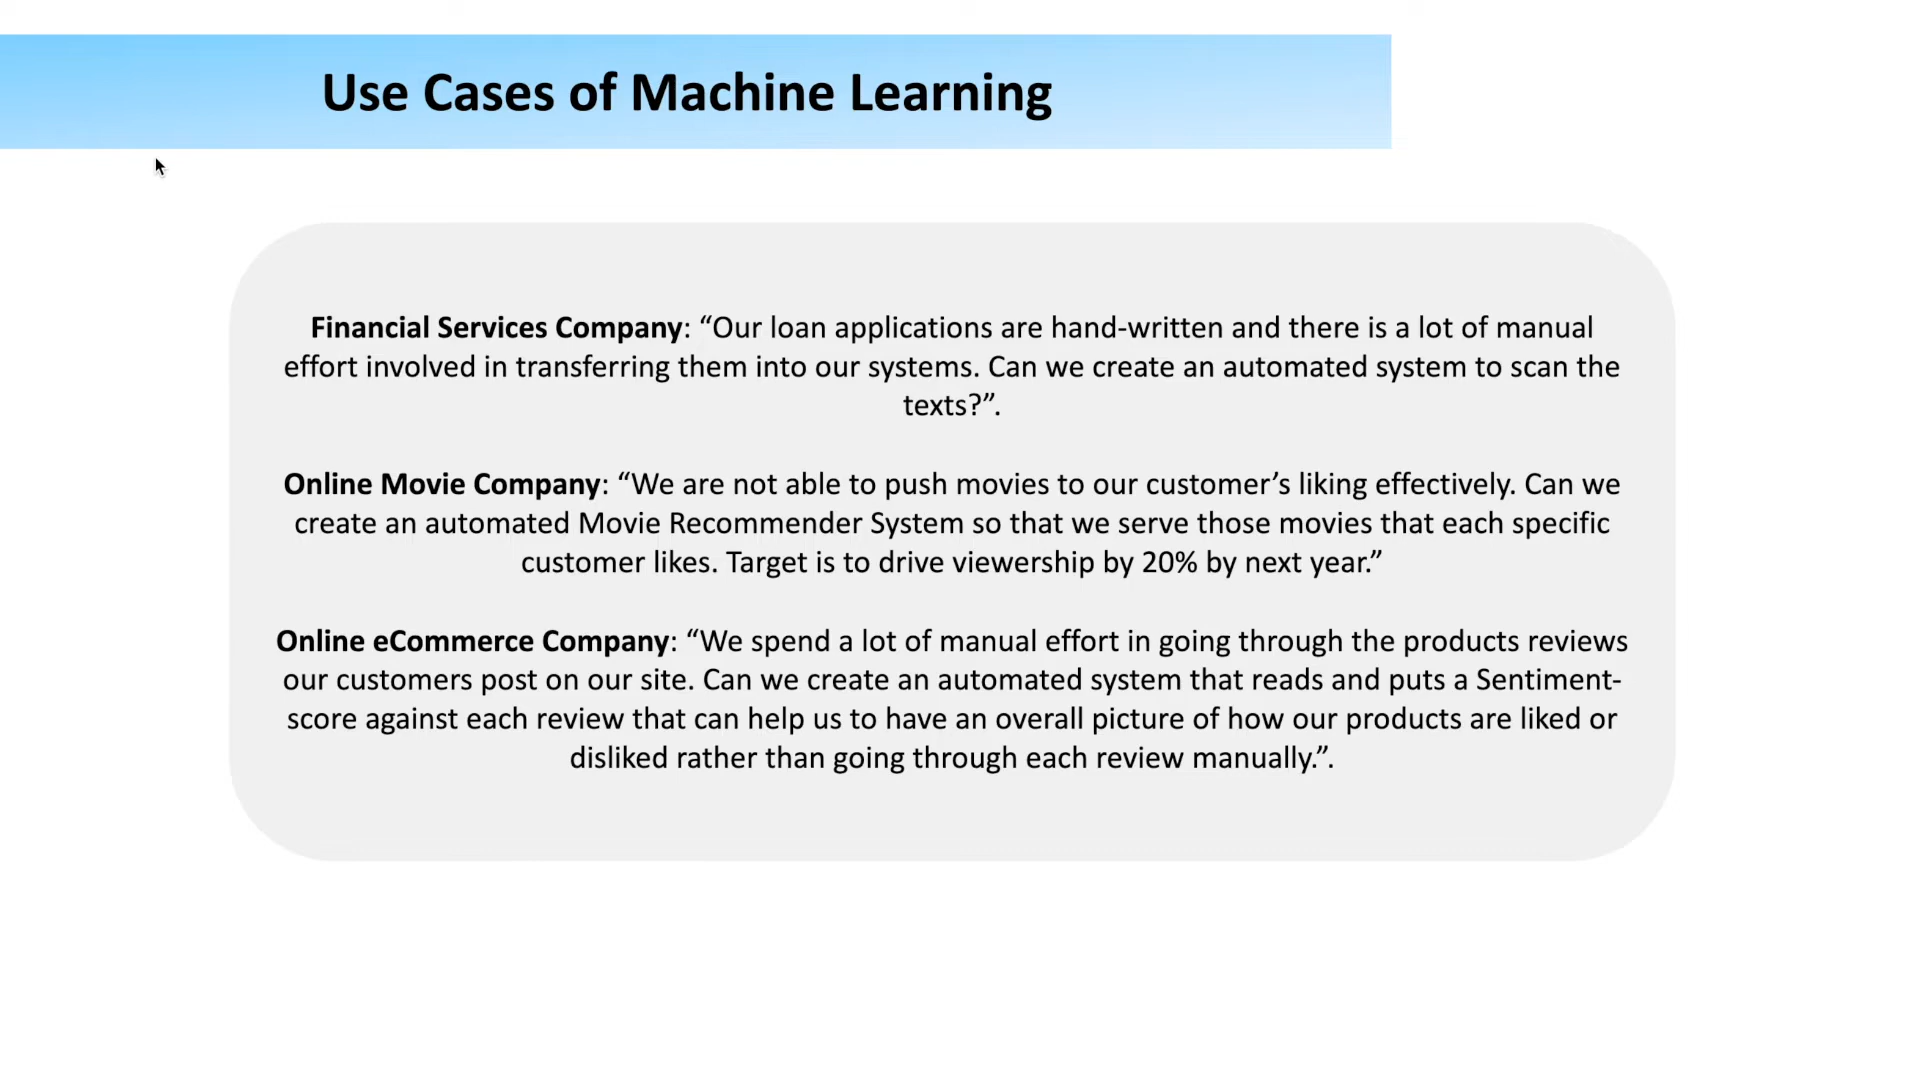 Use Cases of Machine Learning
Financial Services Company: “Our loan applications are hand-written and there is a lot of manual
effort involved in transferring them into our systems. Can we create an automated system to scan the
texts?”.
Online Movie Company: “We are not able to push movies to our customer’s liking effectively. Can we
create an automated Movie Recommender System so that we serve those movies that each specific
customer likes. Target is to drive viewership by 20% by next year.”
Online eCommerce Company: “We spend a lot of manual effort in going through the products reviews
our customers post on our site. Can we create an automated system that reads and puts a Sentiment-
score against each review that can help us to have an overall picture of how our products are liked or
disliked rather than going through each review manually.”.